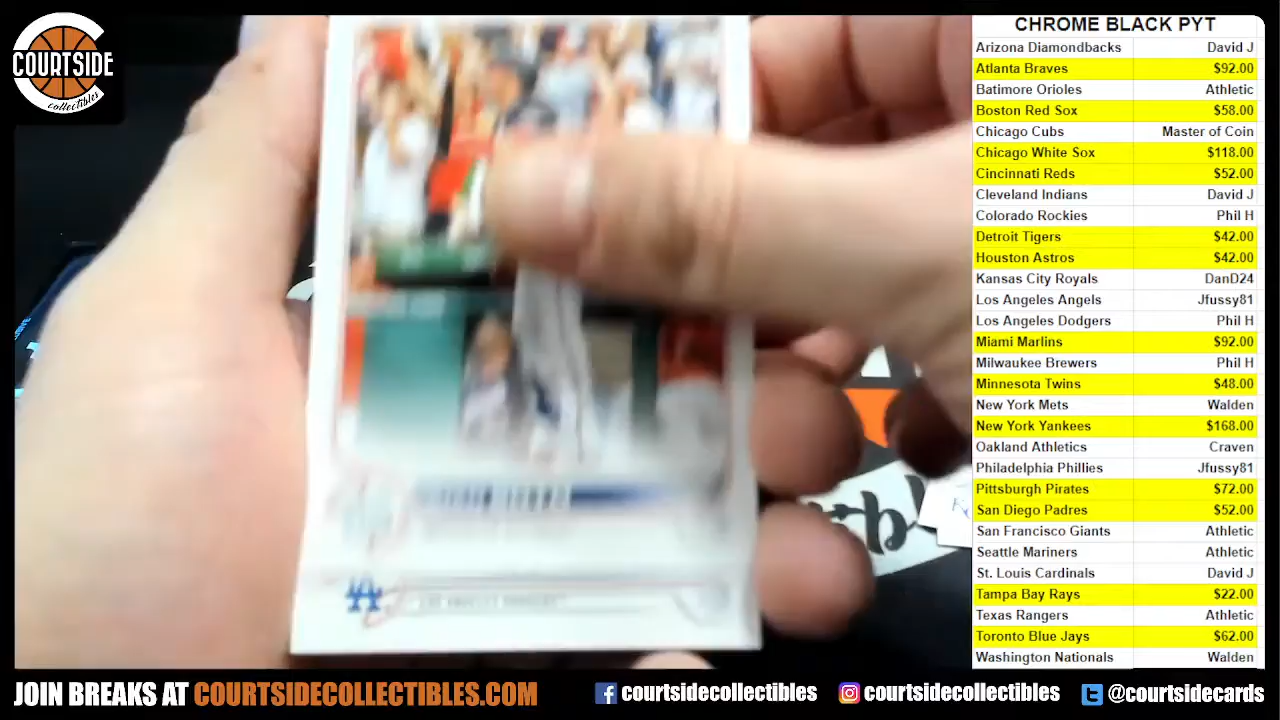 COURTSIDE
collectibles
CHROME BLACK PYT
Arizona Diamondbacks David J
Atlanta Braves $92.00
Batimore Orioles Athletic
Boston Red Sox $58.00
Chicago Cubs Master of Coin
Chicago White Sox $118.00
Cincinnati Reds $52.00
Cleveland Indians David J
Colorado Rockies Phil H
Detroit Tigers $42.00
Houston Astros $42.00
Kansas City Royals DanD24
Los Angeles Angels Jfussy81
Los Angeles Dodgers Phil H
Miami Marlins $92.00
Milwaukee Brewers Phil H
Minnesota Twins $48.00
New York Mets Walden
New York Yankees $168.00
Oakland Athletics Craven
Philadelphia Phillies Jfussy81
Pittsburgh Pirates $72.00
San Diego Padres $52.00
San Francisco Giants Athletic
Seattle Mariners Athletic
St. Louis Cardinals David J
Tampa Bay Rays $22.00
Texas Rangers Athletic
Toronto Blue Jays $62.00
Washington Nationals Walden
LA
JOIN BREAKS AT COURTSIDECOLLECTIBLES.COM
courtsidecollectibles
courtsidecollectibles
@courtsidecards